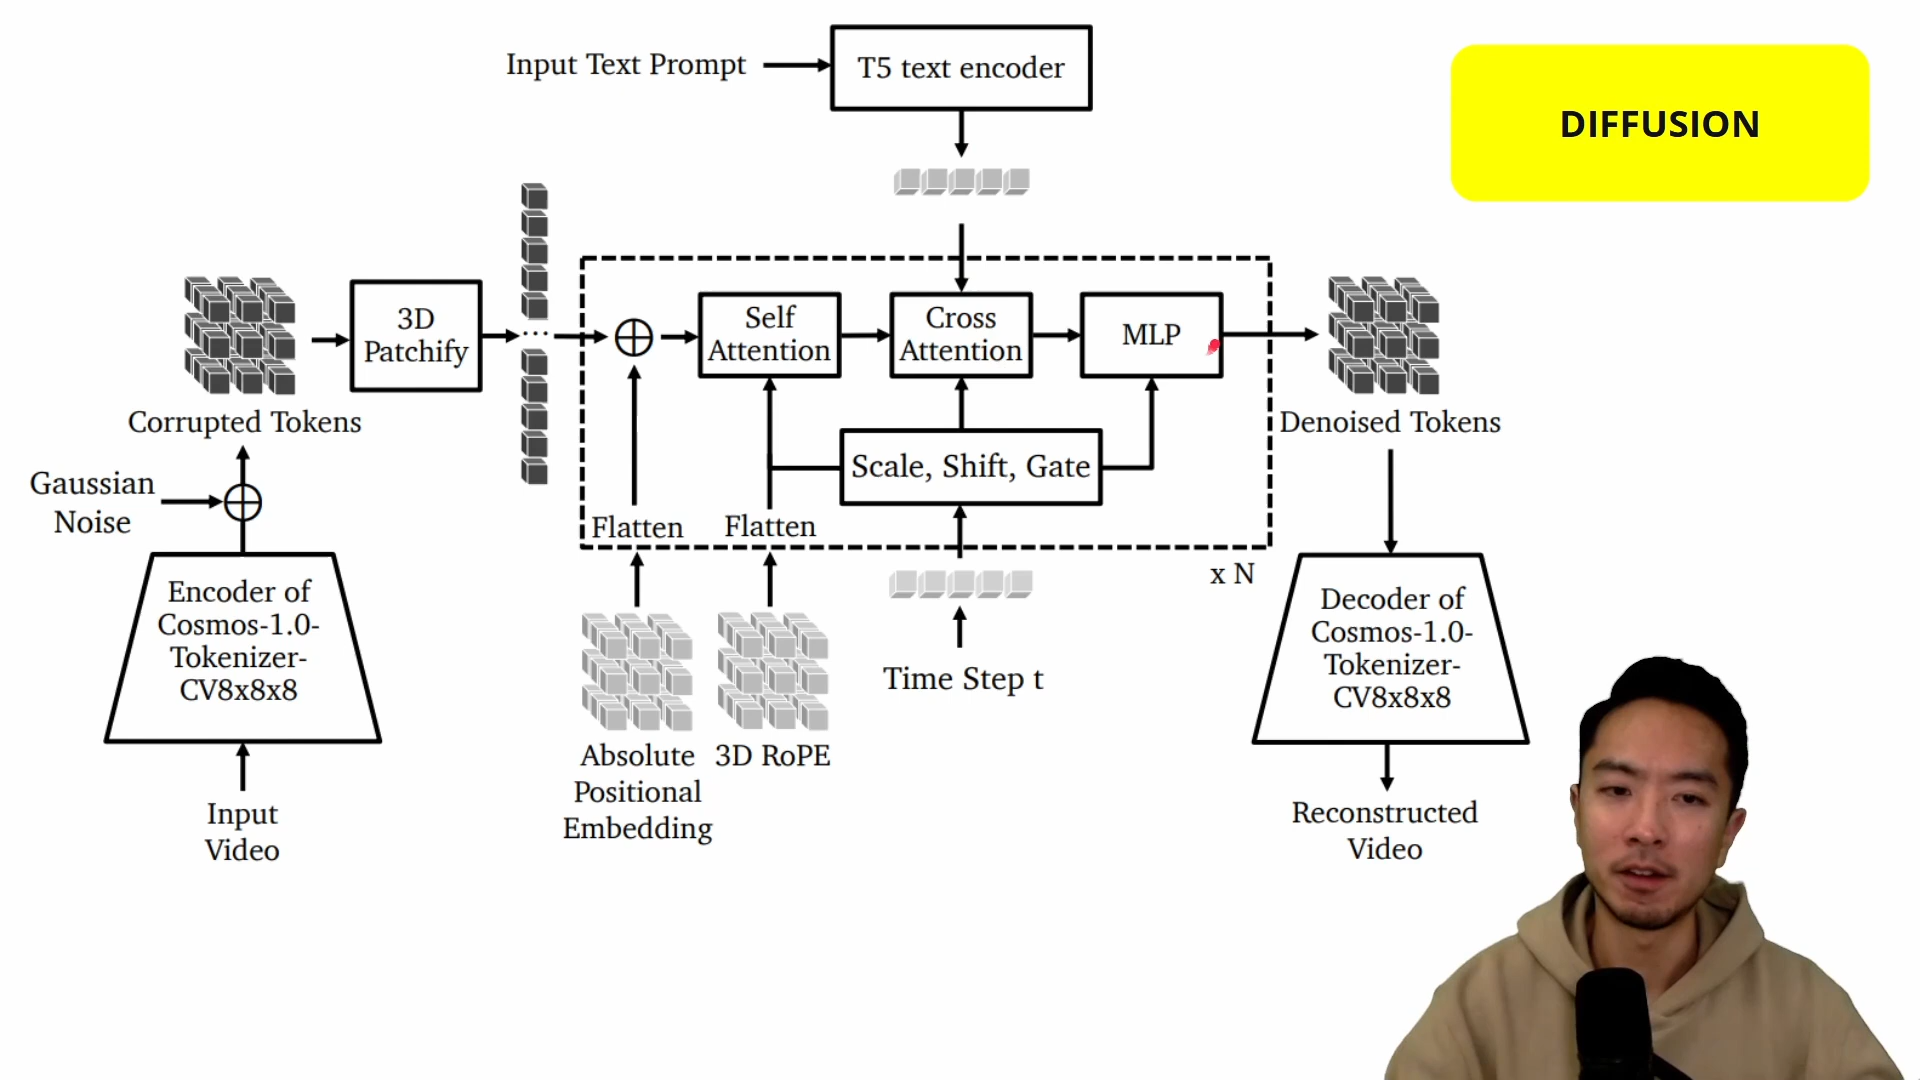 Input Text Prompt
T5 text encoder
DIFFUSION
3D
Patchify
Self
Attention
Cross
Attention
MLP
Corrupted Tokens
Denoised Tokens
Gaussian
Noise
Scale, Shift, Gate
Flatten
Flatten
x N
Encoder of
Cosmos-1.0-
Tokenizer-
CV8x8x8
Decoder of
Cosmos-1.0-
Tokenizer-
CV8x8x8
Time Step t
Absolute
Positional
Embedding
3D RoPE
Input
Video
Reconstructed
Video